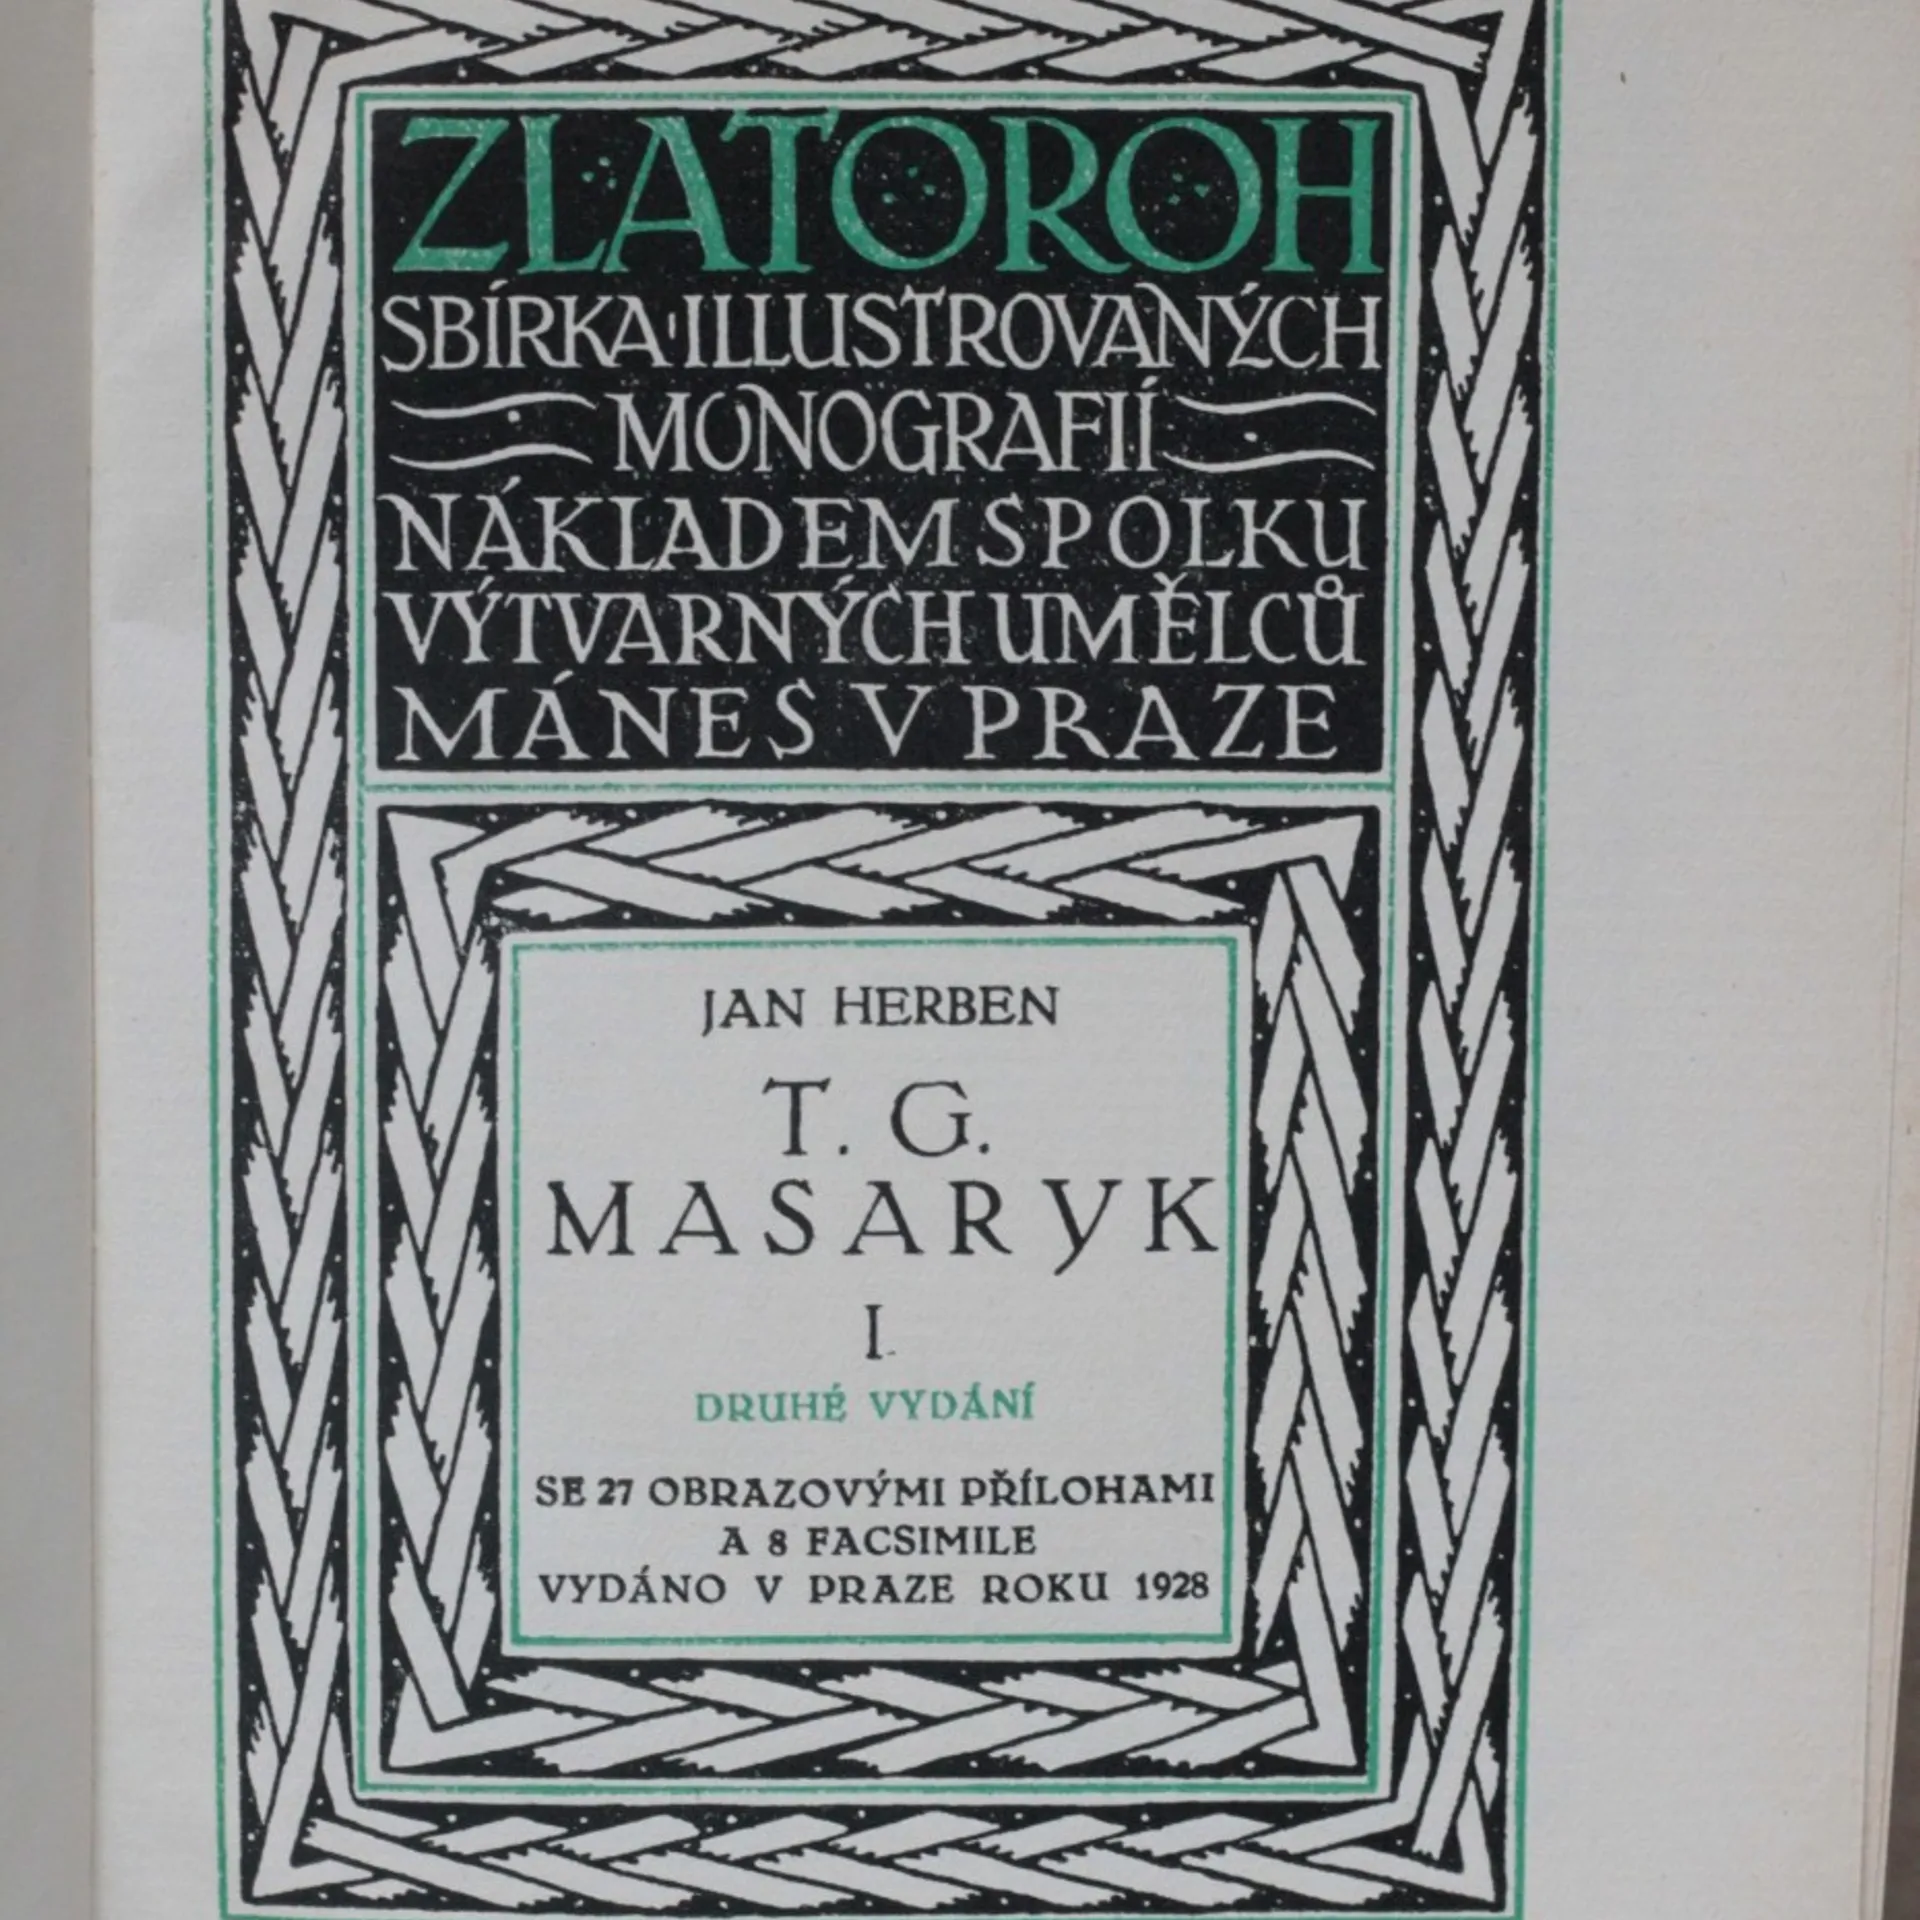 ZLATOROH
SBÍRKA ILLUSTROVANÝCH
MONOGRAFIÍ
NÁKLADEM SPOLKU
VÝTVARNÝCH UMĚLCŮ
MÁNES V PRAZE
JAN HERBEN
T. G.
MASARYK
I.
DRUHÉ VYDÁNÍ
SE 27 OBRAZOVÝMI PŘÍLOHAMI
A 8 FACSIMILE
VYDÁNO V PRAZE ROKU 1928